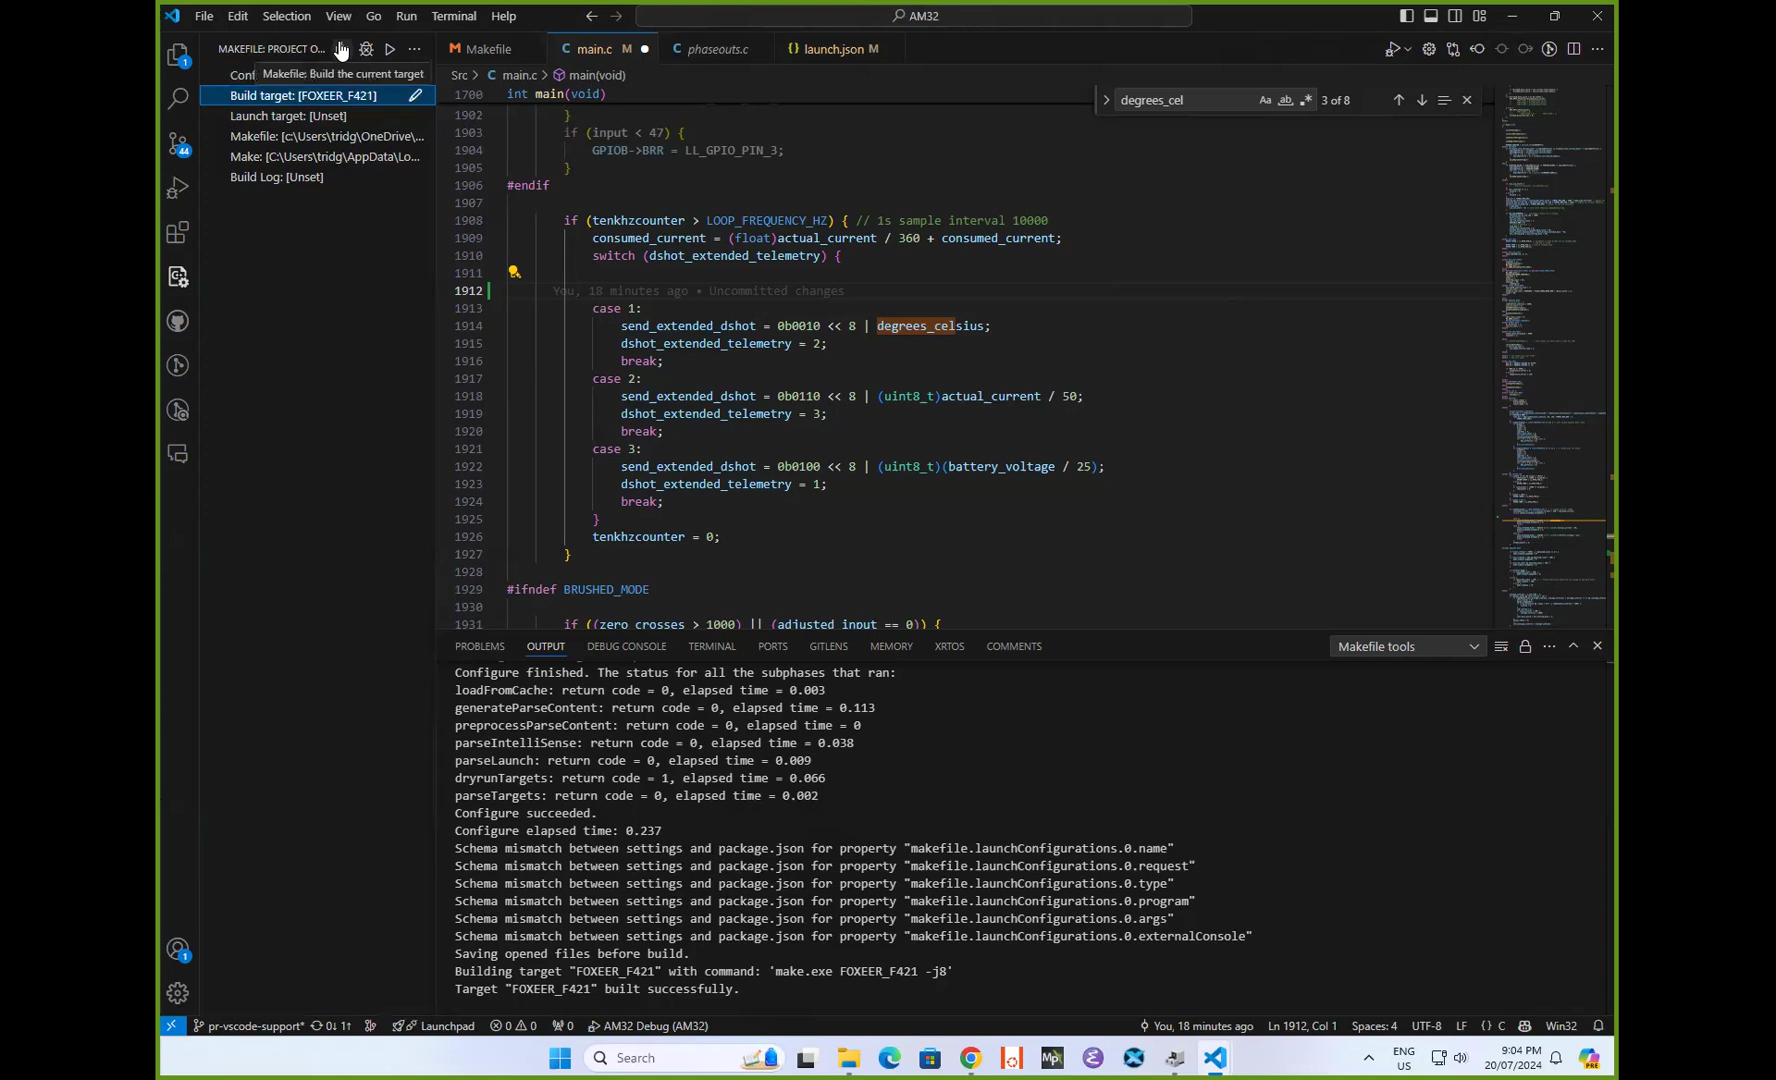 File Edit Selection View Go Run Terminal Help
AM32
MAKEFILE: PROJECT O...
Makefile
main.c M
phaseouts.c
launch.json M
Conf
Makefile: Build the current target
Build target: [FOXEER_F421]
Launch target: [Unset]
Makefile: [c:\Users\tridg\OneDrive\...
Make: [C:\Users\tridg\AppData\Lo...
Build Log: [Unset]
1
44
1
Src > C main.c > main(void)
1700 int main(void)
degrees_cel
Aa ab
3 of 8
1902 }
1903 if (input < 47) {
1904 GPIOB->BRR = LL_GPIO_PIN_3;
1905 }
1906 #endif
1907
1908 if (tenkhzcounter > LOOP_FREQUENCY_HZ) { // 1s sample interval 10000
1909 consumed_current = (float)actual_current / 360 + consumed_current;
1910 switch (dshot_extended_telemetry) {
1911
1912 You, 18 minutes ago • Uncommitted changes
1913 case 1:
1914 send_extended_dshot = 0b0010 << 8 | degrees_celsius;
1915 dshot_extended_telemetry = 2;
1916 break;
1917 case 2:
1918 send_extended_dshot = 0b0110 << 8 | (uint8_t)actual_current / 50;
1919 dshot_extended_telemetry = 3;
1920 break;
1921 case 3:
1922 send_extended_dshot = 0b0100 << 8 | (uint8_t)(battery_voltage / 25);
1923 dshot_extended_telemetry = 1;
1924 break;
1925 }
1926 tenkhzcounter = 0;
1927 }
1928
1929 #ifndef BRUSHED_MODE
1930
1931 if ((zero_crosses > 1000) || (adjusted_input == 0)) {
PROBLEMS OUTPUT DEBUG CONSOLE TERMINAL PORTS GITLENS MEMORY XRTOS COMMENTS
Makefile tools
Configure finished. The status for all the subphases that ran:
loadFromCache: return code = 0, elapsed time = 0.003
generateParseContent: return code = 0, elapsed time = 0.113
preprocessParseContent: return code = 0, elapsed time = 0
parseIntelliSense: return code = 0, elapsed time = 0.038
parseLaunch: return code = 0, elapsed time = 0.009
dryrunTargets: return code = 1, elapsed time = 0.066
parseTargets: return code = 0, elapsed time = 0.002
Configure succeeded.
Configure elapsed time: 0.237
Schema mismatch between settings and package.json for property "makefile.launchConfigurations.0.name"
Schema mismatch between settings and package.json for property "makefile.launchConfigurations.0.request"
Schema mismatch between settings and package.json for property "makefile.launchConfigurations.0.type"
Schema mismatch between settings and package.json for property "makefile.launchConfigurations.0.program"
Schema mismatch between settings and package.json for property "makefile.launchConfigurations.0.args"
Schema mismatch between settings and package.json for property "makefile.launchConfigurations.0.externalConsole"
Saving opened files before build.
Building target "FOXEER_F421" with command: 'make.exe FOXEER_F421 -j8'
Target "FOXEER_F421" built successfully.
pr-vscode-support* 0↓ 1↑ Launchpad 0 0 0 AM32 Debug (AM32)
You, 18 minutes ago Ln 1912, Col 1 Spaces: 4 UTF-8 LF {} C Win32
Search
Mp
PRE
ENG
US
9:04 PM
20/07/2024